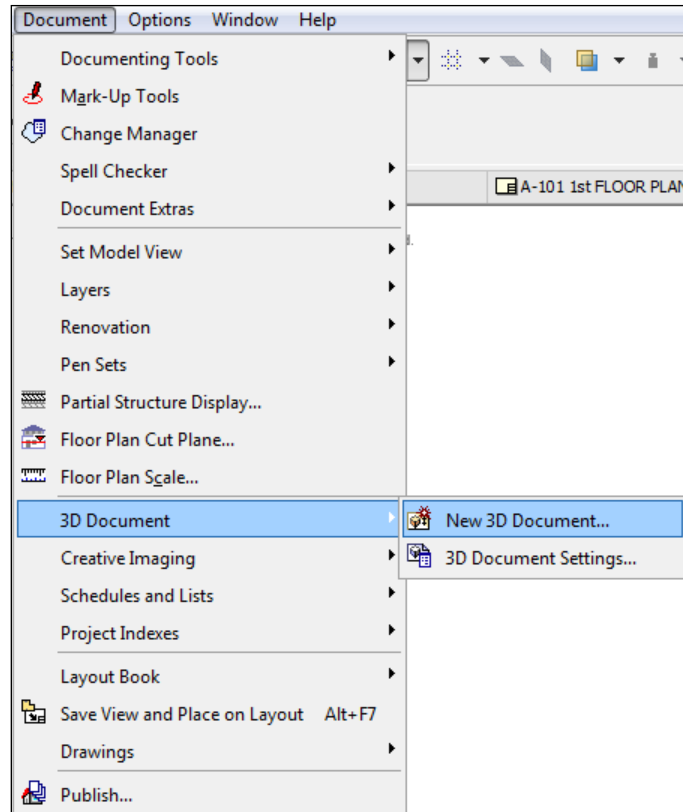 Document Options Window Help
Documenting Tools
Mark-Up Tools
Change Manager
Spell Checker
A-101 1st FLOOR PLAN
Document Extras
Set Model View
Layers
Renovation
Pen Sets
Partial Structure Display...
Floor Plan Cut Plane...
Floor Plan Scale...
3D Document
New 3D Document...
Creative Imaging
3D Document Settings...
Schedules and Lists
Project Indexes
Layout Book
Save View and Place on Layout Alt+F7
Drawings
Publish...